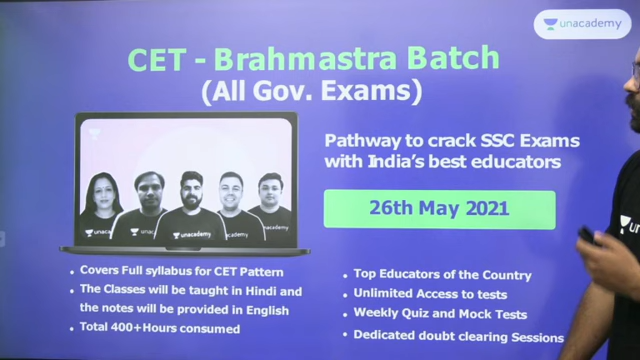 unacademy
CET - Brahmastra Batch
(All Gov. Exams)
Pathway to crack SSC Exams
with India's best educators
26th May 2021
unacademy
unacademy
unacademy
• Covers Full syllabus for CET Pattern
• The Classes will be taught in Hindi and
the notes will be provided in English
• Total 400+Hours consumed
• Top Educators of the Country
• Unlimited Access to tests
• Weekly Quiz and Mock Tests
• Dedicated doubt clearing Sessions